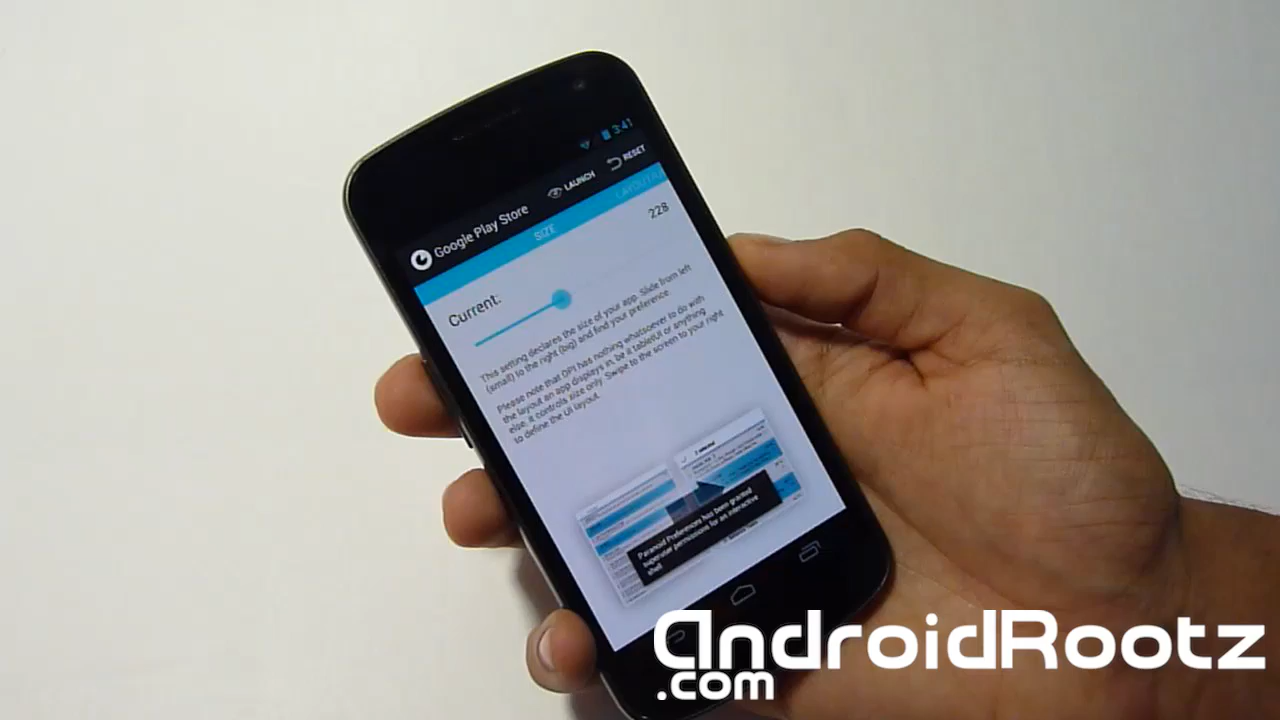 3:41
Google Play Store
LAUNCH
RESET
SIZE
LAYOUT
228
Current:
This setting declares the size of your app. Slide from left
(small) to the right (big) and find your preference.
Please note that DPI has nothing whatsoever to do with
the layout an app displays in, be it tabletUI or anything
else, it controls size only. Swipe to the screen to your right
to define the UI layout.
2 selected
Paranoid Preferences has been granted
superuser permissions for an interactive
shell
AndroidRootz
.com